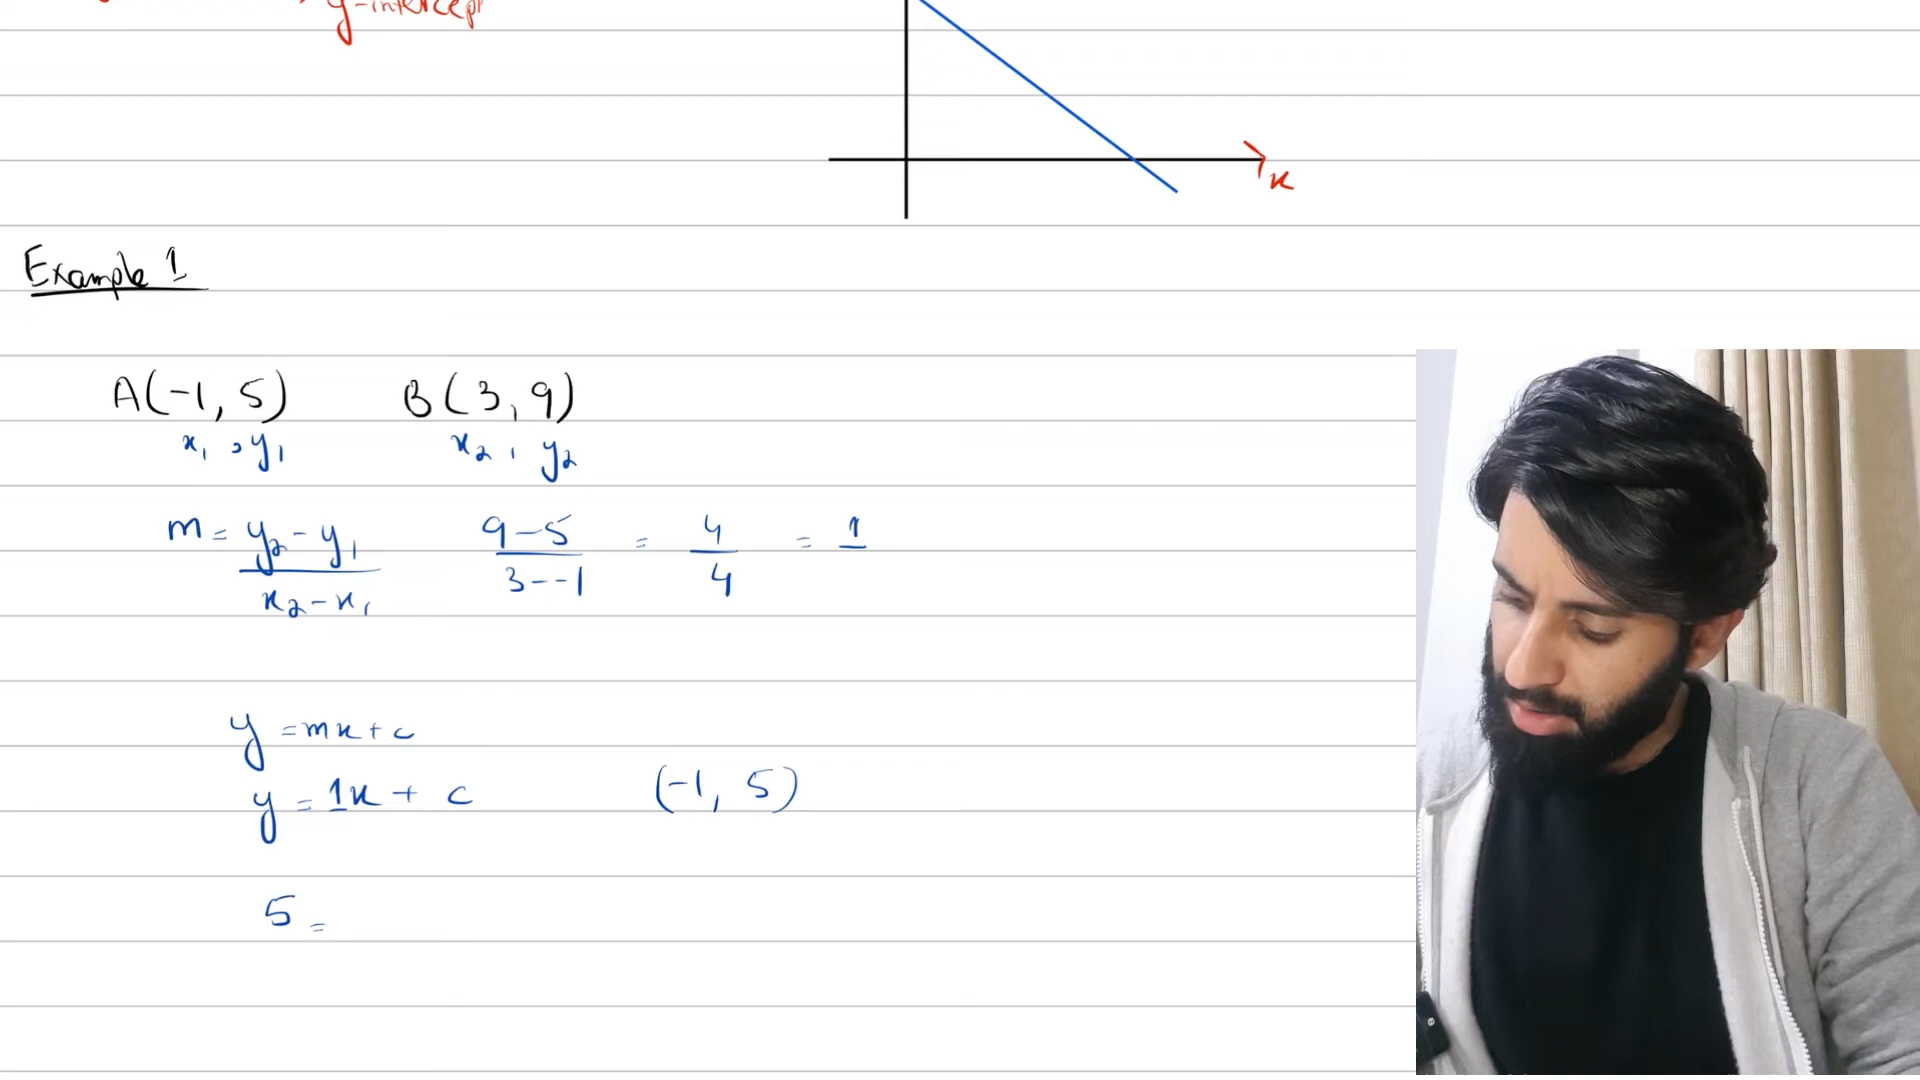 y-intercept
x
Example 1
A(-1, 5) B(3, 9)
x₁, y₁ x₂, y₂
m = y₂ - y₁ / x₂ - x₁ 9-5 / 3--1 = 4/4 = 1
y = mx + c
y = 1x + c (-1, 5)
5 =